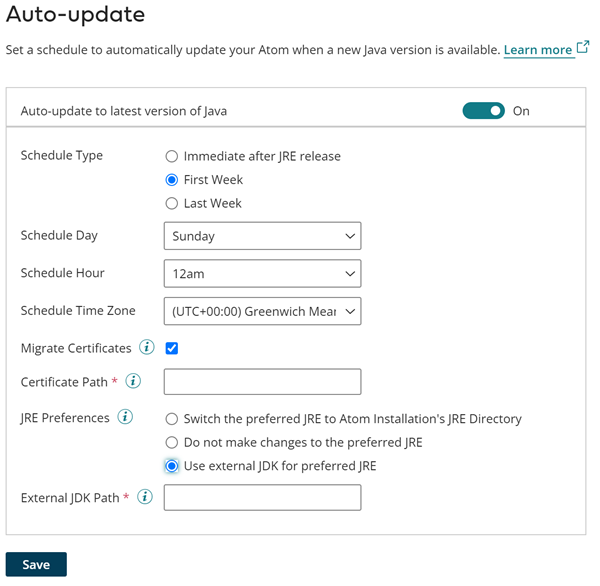 Auto-update
Set a schedule to automatically update your Atom when a new Java version is available. Learn more
Auto-update to latest version of Java On
Schedule Type
Immediate after JRE release
First Week
Last Week
Schedule Day Sunday
Schedule Hour 12am
Schedule Time Zone (UTC+00:00) Greenwich Mear
Migrate Certificates i
Certificate Path * i
JRE Preferences i
Switch the preferred JRE to Atom Installation's JRE Directory
Do not make changes to the preferred JRE
Use external JDK for preferred JRE
External JDK Path * i
Save